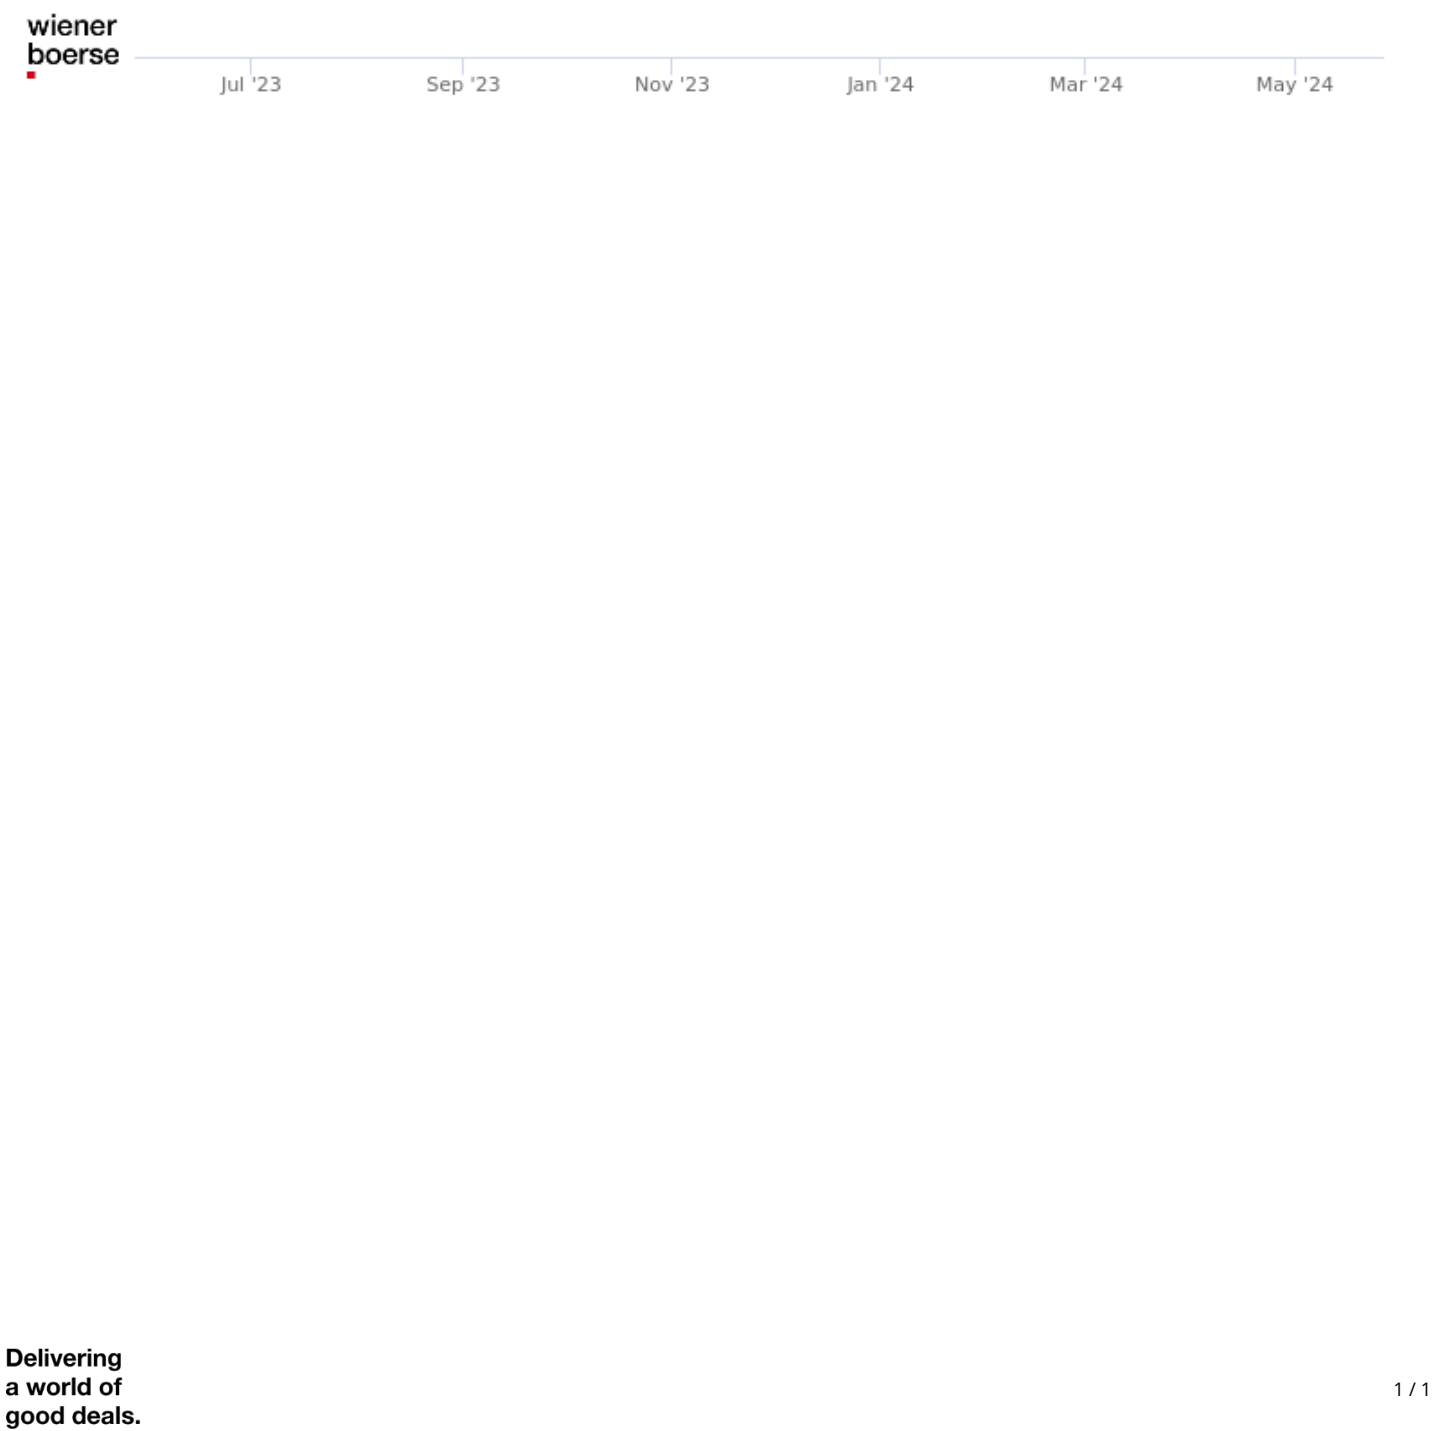 wiener
boerse
Jul '23 Sep '23 Nov '23 Jan '24 Mar '24 May '24
Delivering
a world of
good deals.
1 / 1